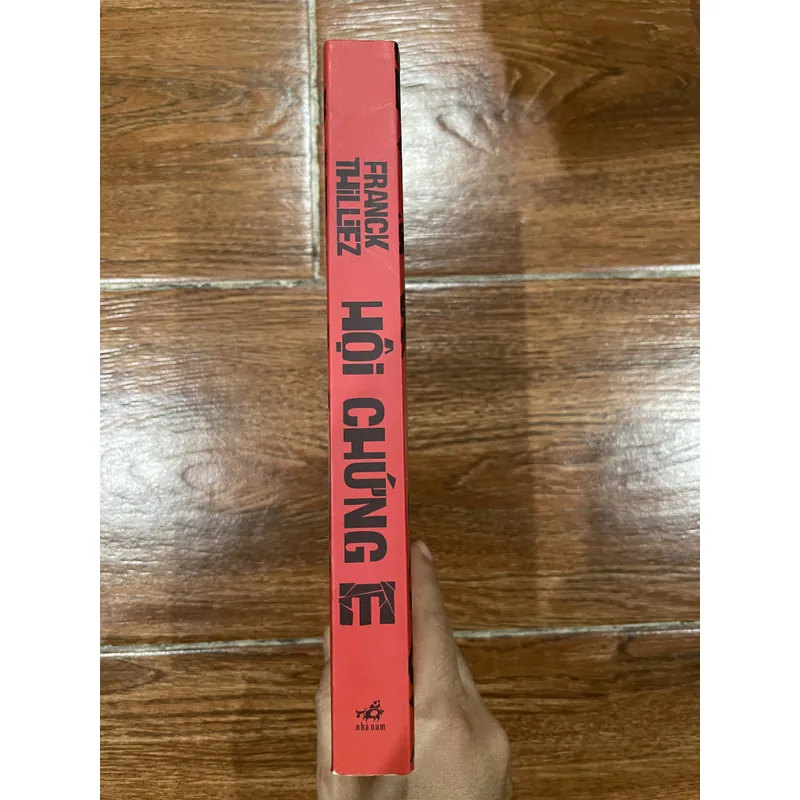 FRANCK
THiLLiEZ
HỘi CHỨNG E
nhã nam